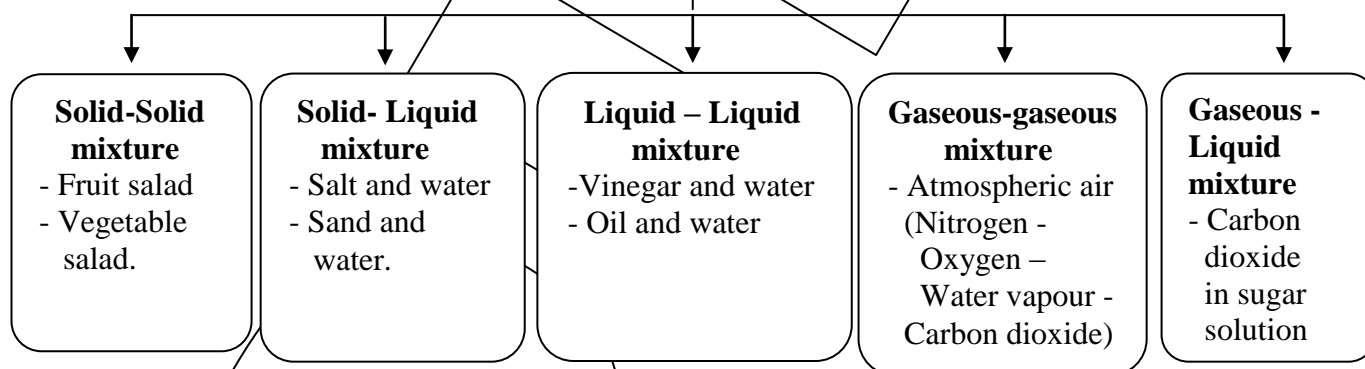 Solid-Solid
mixture
- Fruit salad
- Vegetable
salad.
Solid- Liquid
mixture
- Salt and water
- Sand and
water.
Liquid – Liquid
mixture
-Vinegar and water
- Oil and water
Gaseous-gaseous
mixture
- Atmospheric air
(Nitrogen -
Oxygen –
Water vapour -
Carbon dioxide)
Gaseous -
Liquid
mixture
- Carbon
dioxide
in sugar
solution